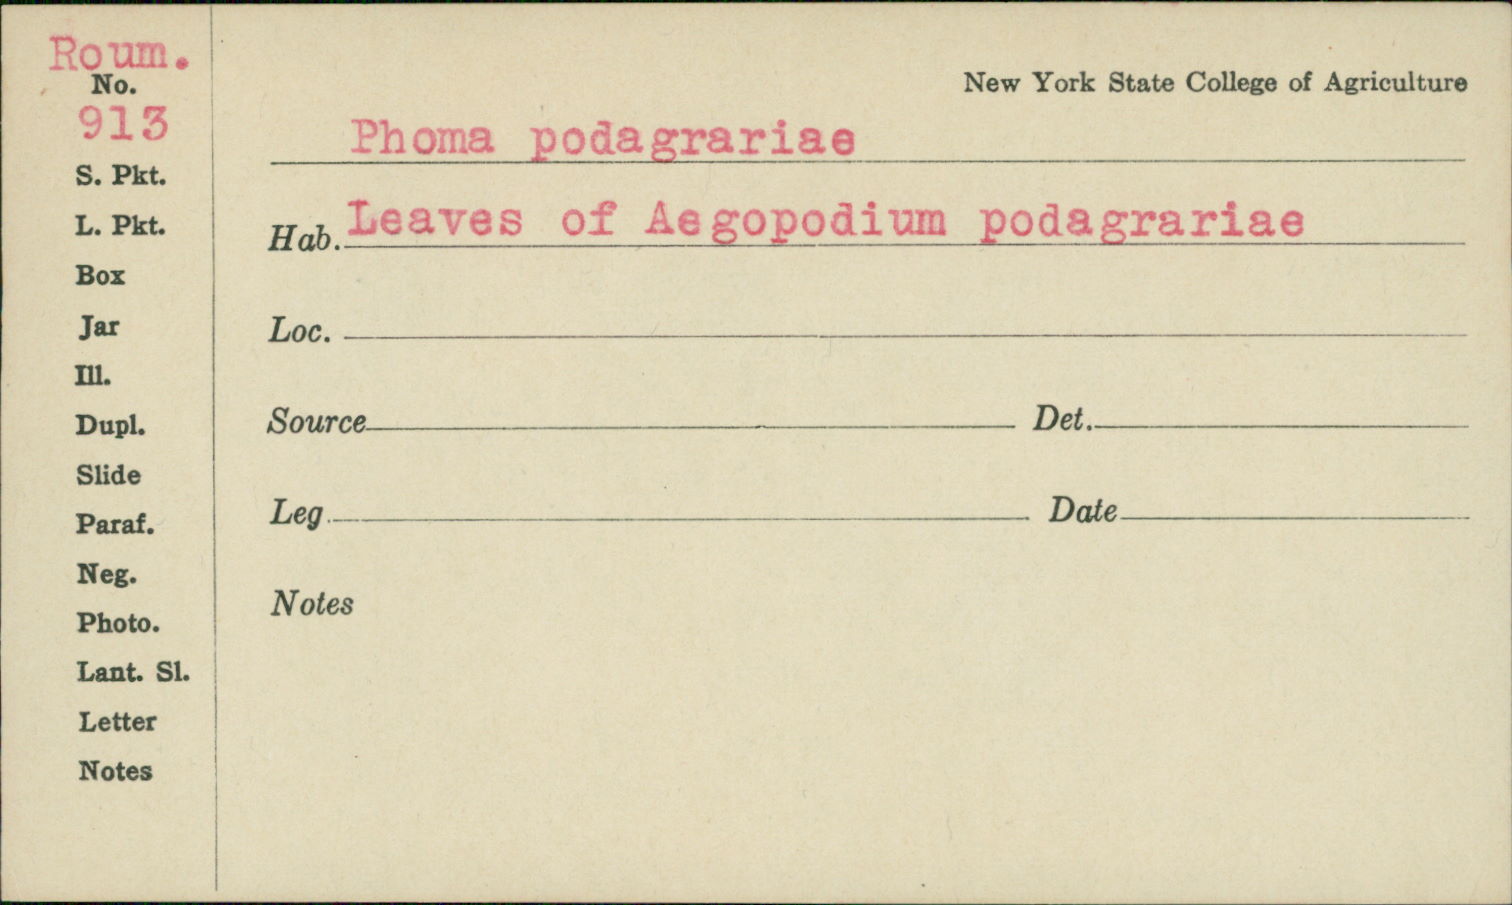 Roum.
No.
913
S. Pkt.
L. Pkt.
Box
Jar
Ill.
Dupl.
Slide
Paraf.
Neg.
Photo.
Lant. Sl.
Letter
Notes
New York State College of Agriculture
Phoma podagrariae
Hab. Leaves of Aegopodium podagrariae
Loc.
Source Det.
Leg. Date
Notes